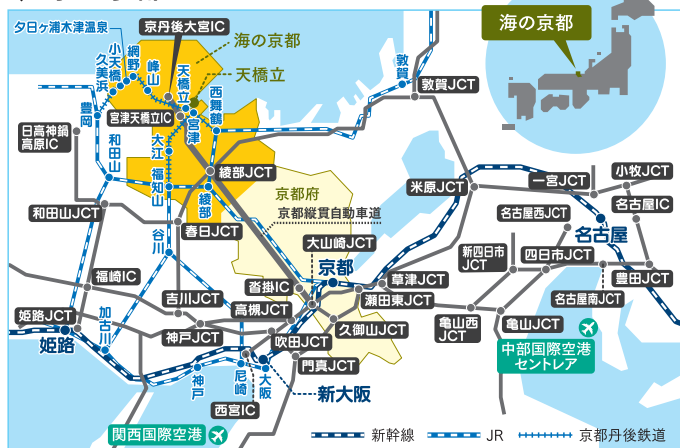 夕日ヶ浦木津温泉
京丹後大宮IC
海の京都
海の京都
小天橋
網野
久美浜
峰山
天橋立
天橋立
豊岡
宮津天橋立IC
宮津
西舞鶴
敦賀
敦賀JCT
日高神鍋
高原IC
和田山
大江
福知山
綾部JCT
綾部
京都府
京都縦貫自動車道
米原JCT
一宮JCT
小牧JCT
名古屋西JCT
名古屋IC
名古屋
和田山JCT
春日JCT
谷川
大山崎JCT
京都
新四日市
JCT
四日市JCT
豊田JCT
名古屋南JCT
福崎IC
沓掛IC
草津JCT
瀬田東JCT
吉川JCT
高槻JCT
久御山JCT
亀山西
JCT
亀山JCT
姫路JCT
姫路
加古川
神戸JCT
吹田JCT
門真JCT
中部国際空港
セントレア
神戸
尼崎
大阪
新大阪
西宮IC
関西国際空港
新幹線
JR
京都丹後鉄道